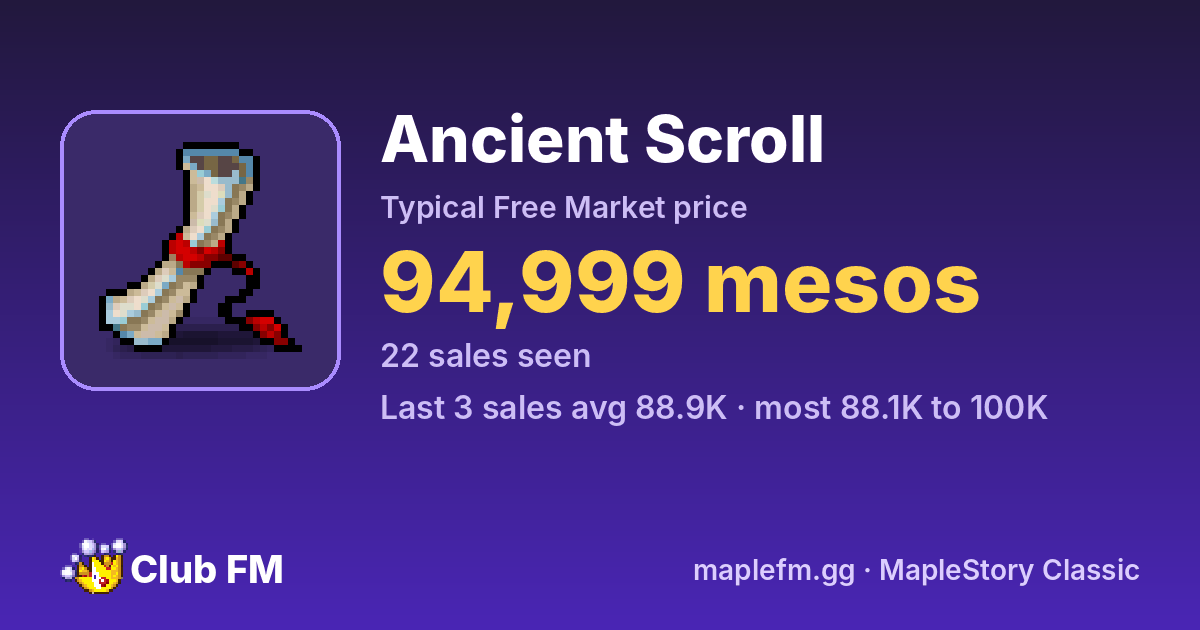 Ancient Scroll
Typical Free Market price
94,999 mesos
22 sales seen
Last 3 sales avg 88.9K · most 88.1K to 100K
Club FM
maplefm.gg · MapleStory Classic